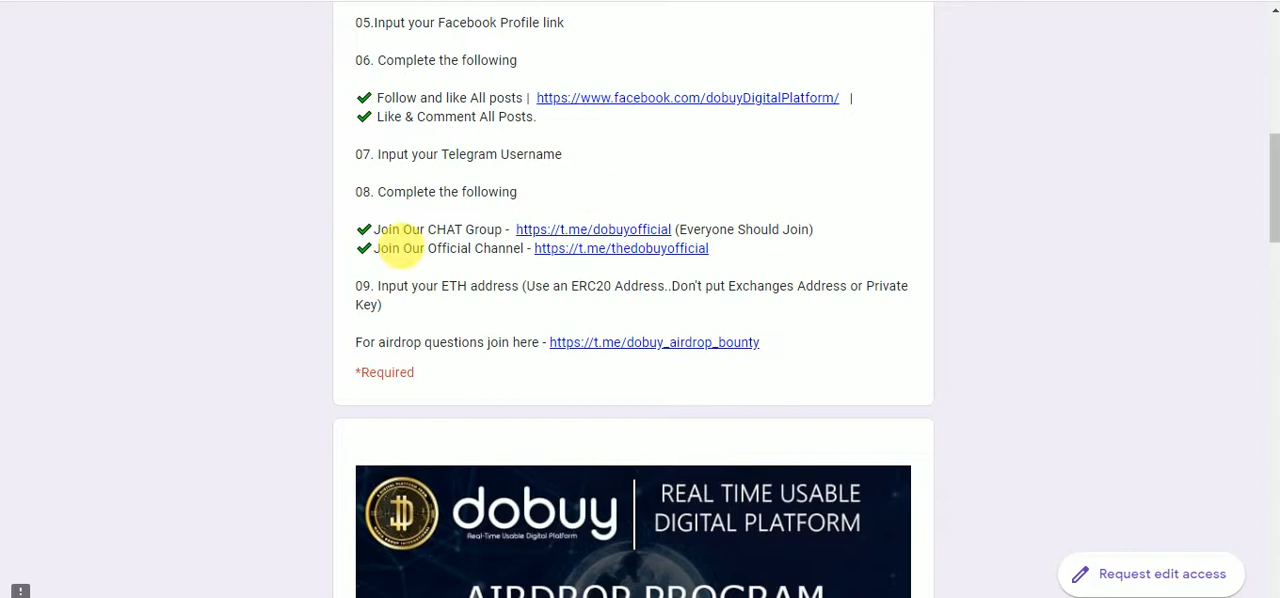 05.Input your Facebook Profile link
06. Complete the following
✔ Follow and like All posts | https://www.facebook.com/dobuyDigitalPlatform/ |
✔ Like & Comment All Posts.
07. Input your Telegram Username
08. Complete the following
✔ Join Our CHAT Group - https://t.me/dobuyofficial (Everyone Should Join)
✔ Join Our Official Channel - https://t.me/thedobuyofficial
09. Input your ETH address (Use an ERC20 Address..Don't put Exchanges Address or Private
Key)
For airdrop questions join here - https://t.me/dobuy_airdrop_bounty
*Required
dobuy
Real-Time Usable Digital Platform
REAL TIME USABLE
DIGITAL PLATFORM
AIRDROP PROGRAM
Request edit access